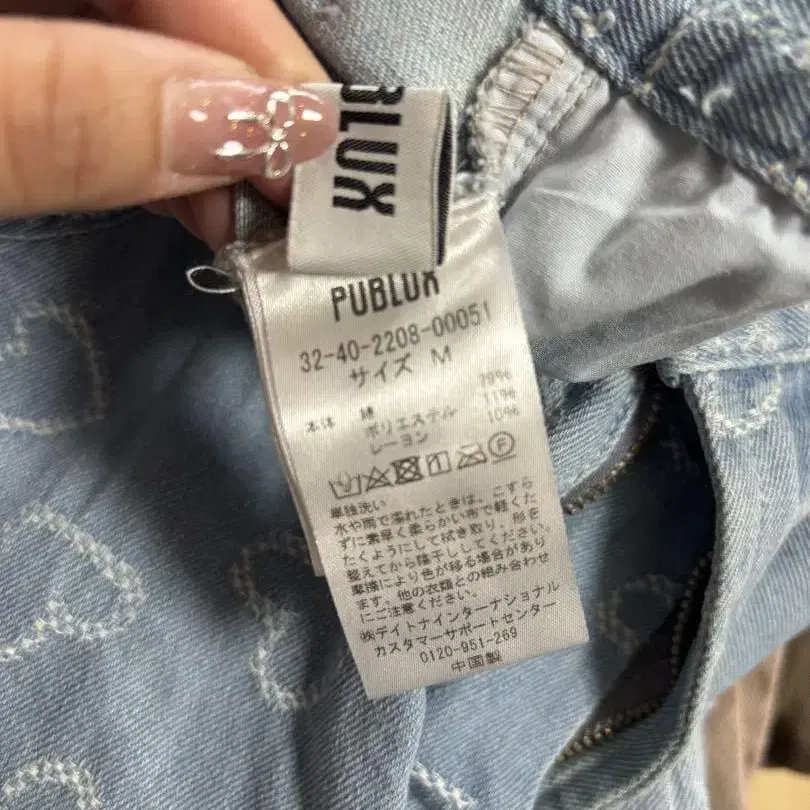 BLUX
PUBLUX
32-40-2208-00051
サイズ M
本体 綿 79%
ポリエステル 11%
レーヨン 10%
単独洗い
水や雨で濡れたときは、こすら
ずに素早く柔らかい布で軽くた
たくようにして拭き取り、形を
整えてから陰干ししてください。
摩擦により色が移る場合があり
ます。他の衣類との組み合わせ
にご注意ください。
㈱デイトナインターナショナル
カスタマーサポートセンター
0120-951-269
中国製